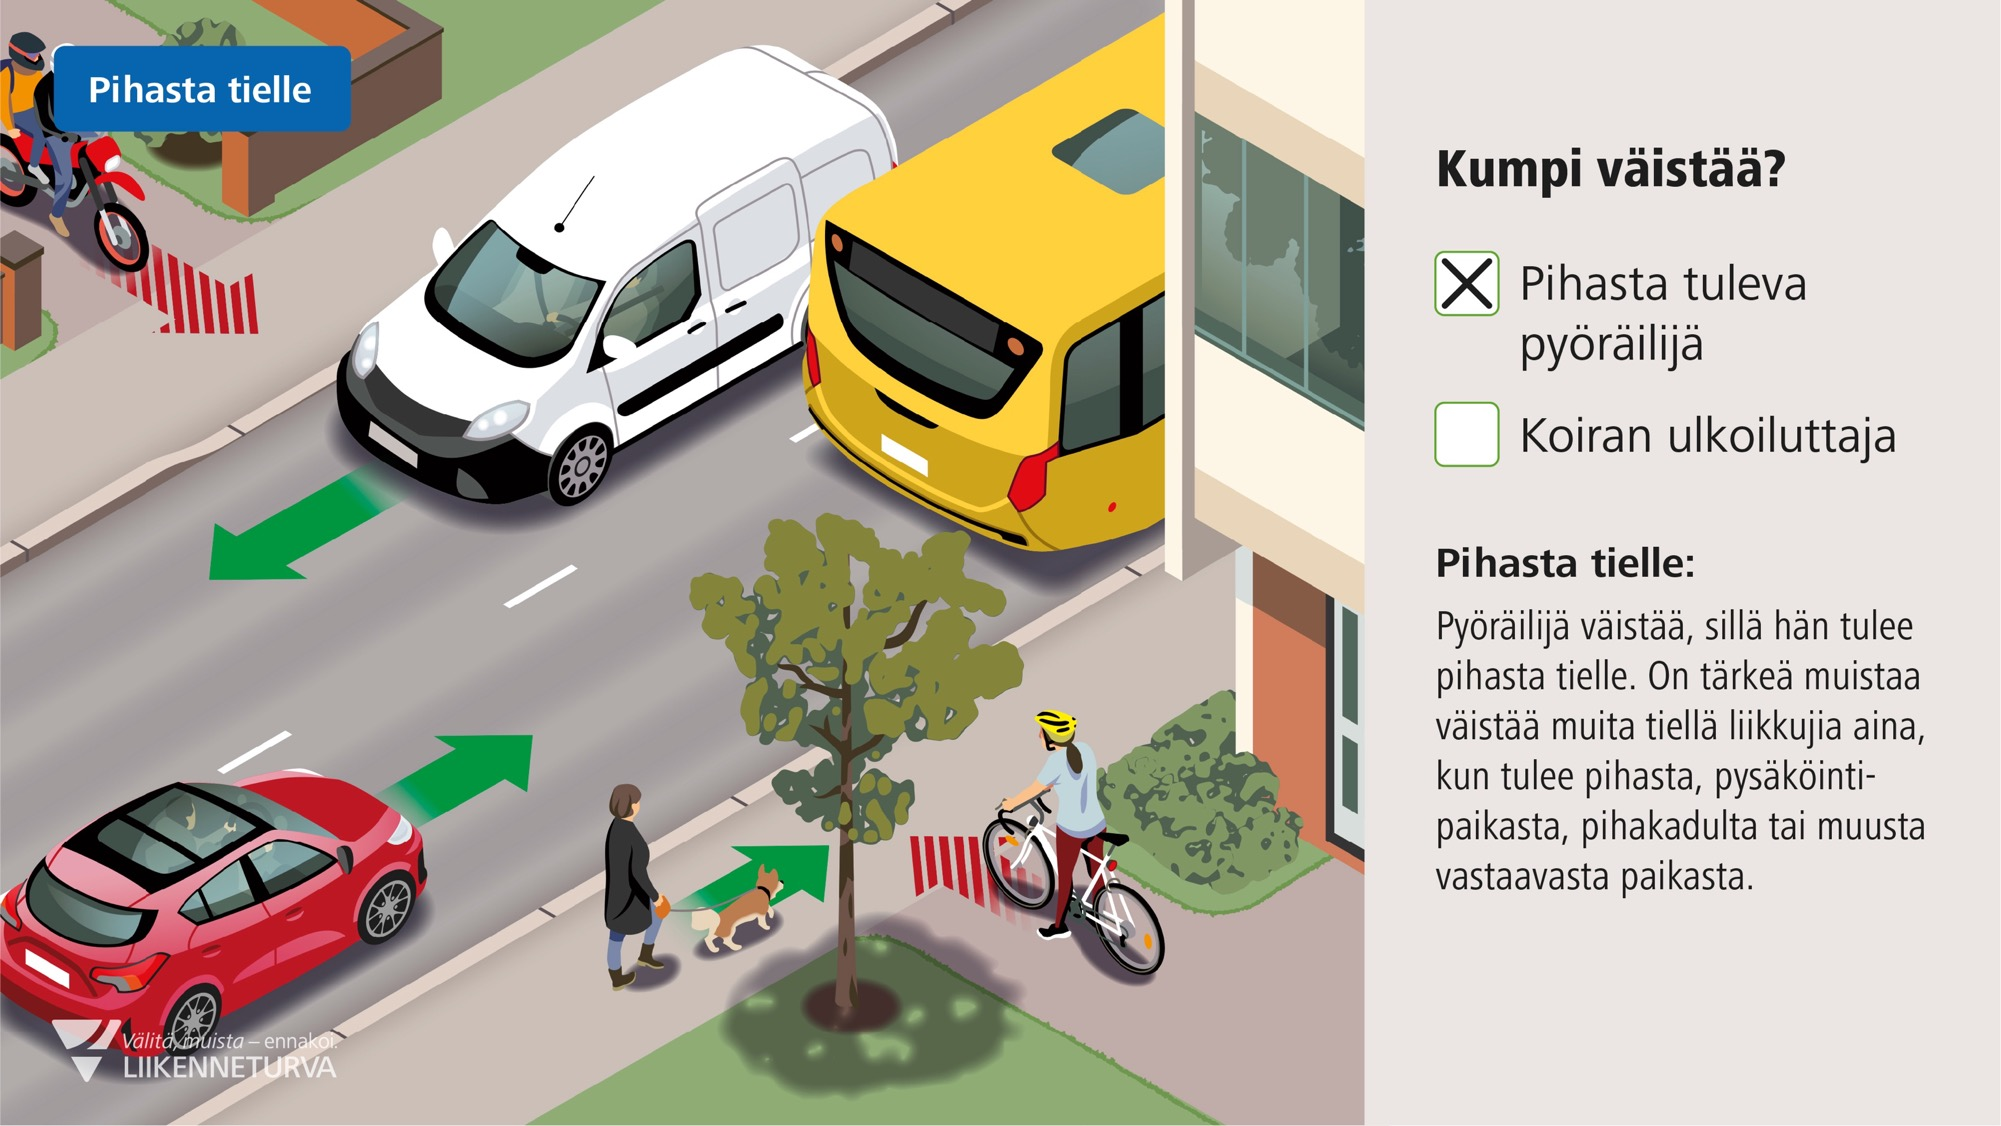 Pihasta tielle
Kumpi väistää?
Pihasta tuleva
pyöräilijä
Koiran ulkoiluttaja
Pihasta tielle:
Pyöräilijä väistää, sillä hän tulee
pihasta tielle. On tärkeä muistaa
väistää muita tiellä liikkujia aina,
kun tulee pihasta, pysäköinti-
paikasta, pihakadulta tai muusta
vastaavasta paikasta.
Välitä, muista – ennakoi.
LIIKENNETURVA